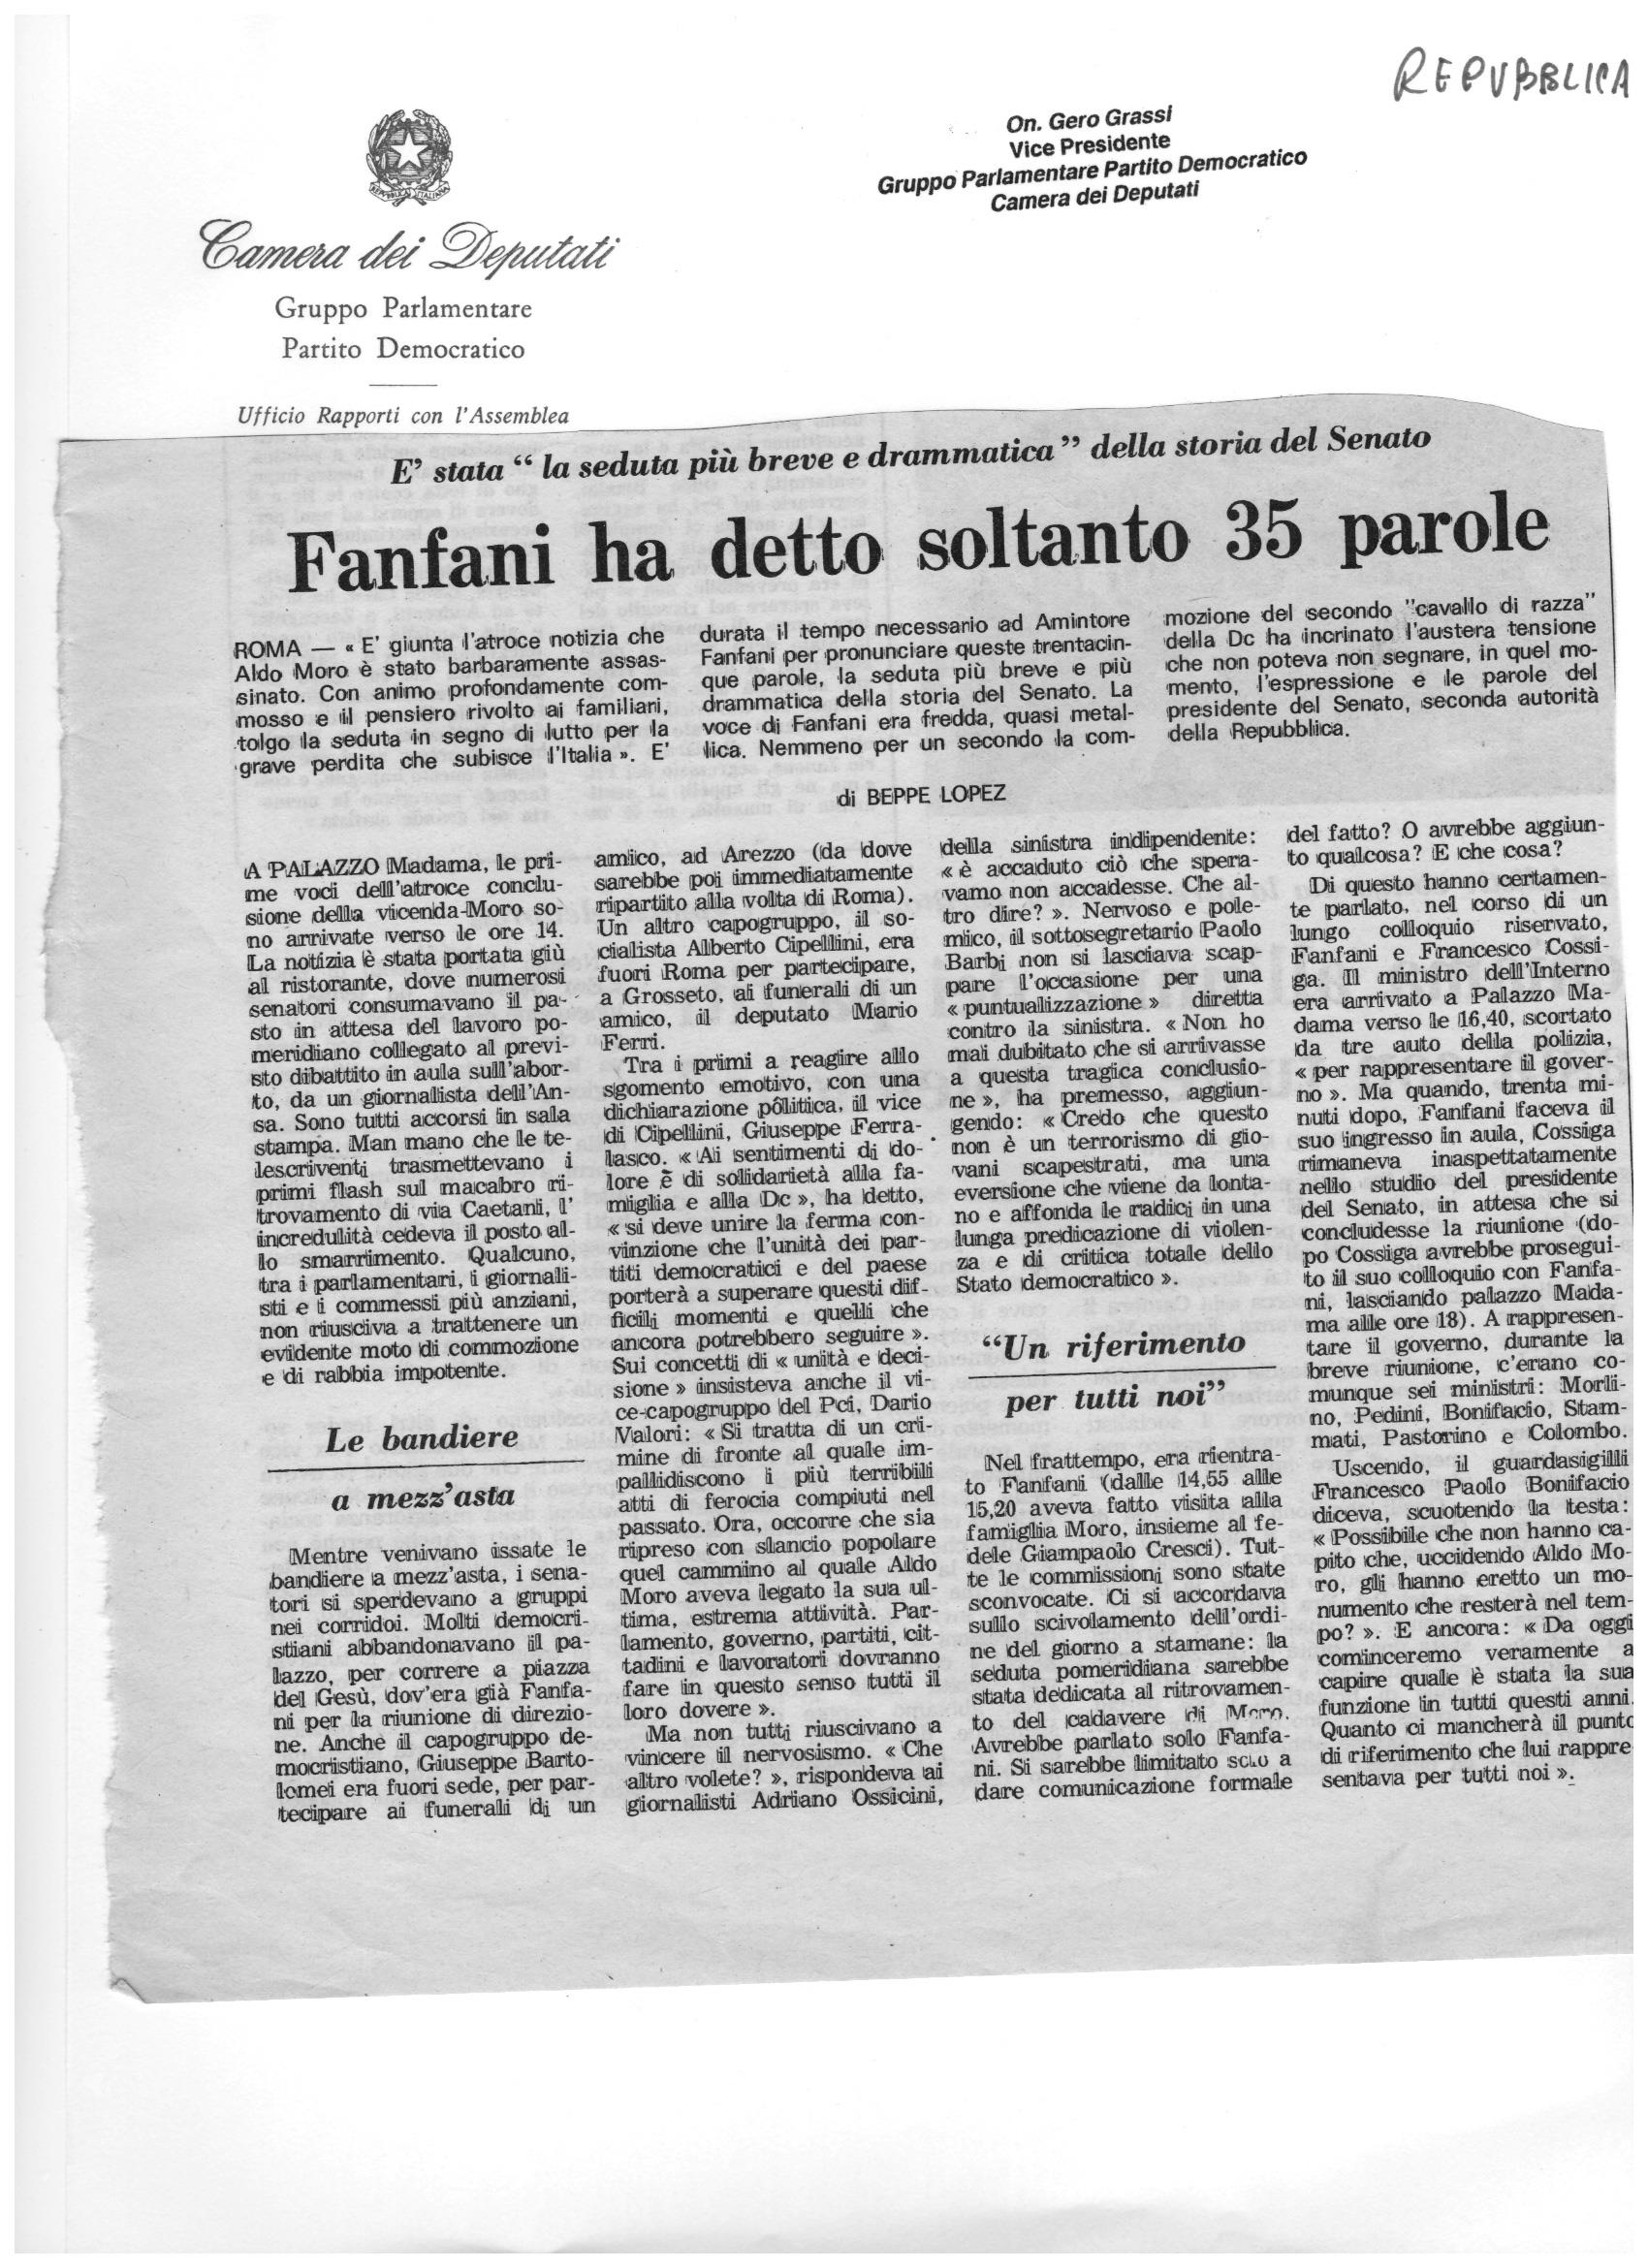 REPUBBLICA
On. Gero Grassi
Vice Presidente
Gruppo Parlamentare Partito Democratico
Camera dei Deputati
Camera dei Deputati
Gruppo Parlamentare
Partito Democratico
Ufficio Rapporti con l'Assemblea
E' stata “ la seduta più breve e drammatica” della storia del Senato
Fanfani ha detto soltanto 35 parole
ROMA — « E' giunta l'atroce notizia che
Aldo Moro è stato barbaramente assas-
sinato. Con animo profondamente com-
mosso e il pensiero rivolto ai familiari,
tolgo la seduta in segno di lutto per la
grave perdita che subisce l'Italia ». E'
durata il tempo necessario ad Amintore
Fanfani per pronunciare queste trentacin-
que parole, la seduta più breve e più
drammatica della storia del Senato. La
voce di Fanfani era fredda, quasi metal-
lica. Nemmeno per un secondo la com-
mozione del secondo "cavallo di razza"
della Dc ha incrinato l'austera tensione
che non poteva non segnare, in quel mo-
mento, l'espressione e le parole del
presidente del Senato, seconda autorità
della Repubblica.
di BEPPE LOPEZ
A PALAZZO Madama, le pri-
me voci dell'atroce conclu-
sione della vicenda-Moro so-
no arrivate verso le ore 14.
La notizia è stata portata giù
al ristorante, dove numerosi
senatori consumavano il pa-
sto in attesa del lavoro po-
meridiano collegato al previ-
sto dibattito in aula sull'abor-
to, da un giornalista dell'An-
sa. Sono tutti accorsi in sala
stampa. Man mano che le te-
lescriventi trasmettevano i
primi flash sul macabro ri-
trovamento di via Caetani, l'
incredulità cedeva il posto al-
lo smarrimento. Qualcuno,
tra i parlamentari, i giornali-
sti e i commessi più anziani,
non riusciva a trattenere un
evidente moto di commozione
e di rabbia impotente.
Le bandiere
a mezz'asta
Mentre venivano issate le
bandiere a mezz'asta, i sena-
tori si sperdevano a gruppi
nei corridoi. Molti democri-
stiani abbandonavano il pa-
lazzo, per correre a piazza
del Gesù, dov'era già Fanfa-
ni per la riunione di direzio-
ne. Anche il capogruppo de-
mocristiano, Giuseppe Barto-
lomei era fuori sede, per par-
tecipare ai funerali di un
amico, ad Arezzo (da dove
sarebbe poi immediatamente
ripartito alla volta di Roma).
Un altro capogruppo, il so-
cialista Alberto Cipellini, era
fuori Roma per partecipare,
a Grosseto, ai funerali di un
amico, il deputato Mario
Ferri.
Tra i primi a reagire allo
sgomento emotivo, con una
dichiarazione politica, il vice
di Cipellini, Giuseppe Ferra-
lasco. « Ai sentimenti di do-
lore e di solidarietà alla fa-
miglia e alla Dc », ha detto,
« si deve unire la ferma con-
vinzione che l'unità dei par-
titi democratici e del paese
porterà a superare questi dif-
ficili momenti e quelli che
ancora potrebbero seguire ».
Sui concetti di « unità e deci-
sione » insisteva anche il vi-
ce-capogruppo del Pci, Dario
Valori: « Si tratta di un cri-
mine di fronte al quale im-
pallidiscono i più terribili
atti di ferocia compiuti nel
passato. Ora, occorre che sia
ripreso con slancio popolare
quel cammino al quale Aldo
Moro aveva legato la sua ul-
tima, estrema attività. Par-
lamento, governo, partiti, cit-
tadini e lavoratori dovranno
fare in questo senso tutti il
loro dovere ».
Ma non tutti riuscivano a
vincere il nervosismo. « Che
altro volete? », rispondeva ai
giornalisti Adriano Ossicini,
della sinistra indipendente:
« è accaduto ciò che spera-
vamo non accadesse. Che al-
tro dire? ». Nervoso e pole-
mico, il sottosegretario Paolo
Barbi non si lasciava scap-
pare l'occasione per una
« puntualizzazione » diretta
contro la sinistra. « Non ho
mai dubitato che si arrivasse
a questa tragica conclusio-
ne », ha premesso, aggiun-
gendo: « Credo che questo
non è un terrorismo di gio-
vani scapestrati, ma una
eversione che viene da lonta-
no e affonda le radici in una
lunga predicazione di violen-
za e di critica totale dello
Stato democratico ».
“Un riferimento
per tutti noi”
Nel frattempo, era rientra-
to Fanfani (dalle 14,55 alle
15,20 aveva fatto visita alla
famiglia Moro, insieme al fe-
dele Giampaolo Cresci). Tut-
te le commissioni sono state
sconvocate. Ci si accordava
sullo scivolamento dell'ordi-
ne del giorno a stamane: la
seduta pomeridiana sarebbe
stata dedicata al ritrovamen-
to del cadavere di Moro.
Avrebbe parlato solo Fanfa-
ni. Si sarebbe limitato solo a
dare comunicazione formale
del fatto? O avrebbe aggiun-
to qualcosa? E che cosa?
Di questo hanno certamen-
te parlato, nel corso di un
lungo colloquio riservato,
Fanfani e Francesco Cossi-
ga. Il ministro dell'Interno
era arrivato a Palazzo Ma-
dama verso le 16,40, scortato
da tre auto della polizia,
« per rappresentare il gover-
no ». Ma quando, trenta mi-
nuti dopo, Fanfani faceva il
suo ingresso in aula, Cossiga
rimaneva inaspettatamente
nello studio del presidente
del Senato, in attesa che si
concludesse la riunione (do-
po Cossiga avrebbe prosegui-
to il suo colloquio con Fanfa-
ni, lasciando palazzo Mada-
ma alle ore 18). A rappresen-
tare il governo, durante la
breve riunione, c'erano co-
munque sei ministri: Morli-
no, Pedini, Bonifacio, Stam-
mati, Pastorino e Colombo.
Uscendo, il guardasigilli
Francesco Paolo Bonifacio
diceva, scuotendo la testa:
« Possibile che non hanno ca-
pito che, uccidendo Aldo Mo-
ro, gli hanno eretto un mo-
numento che resterà nel tem-
po? ». E ancora: « Da oggi
cominceremo veramente a
capire quale è stata la sua
funzione in tutti questi anni.
Quanto ci mancherà il punto
di riferimento che lui rappre
sentava per tutti noi ».